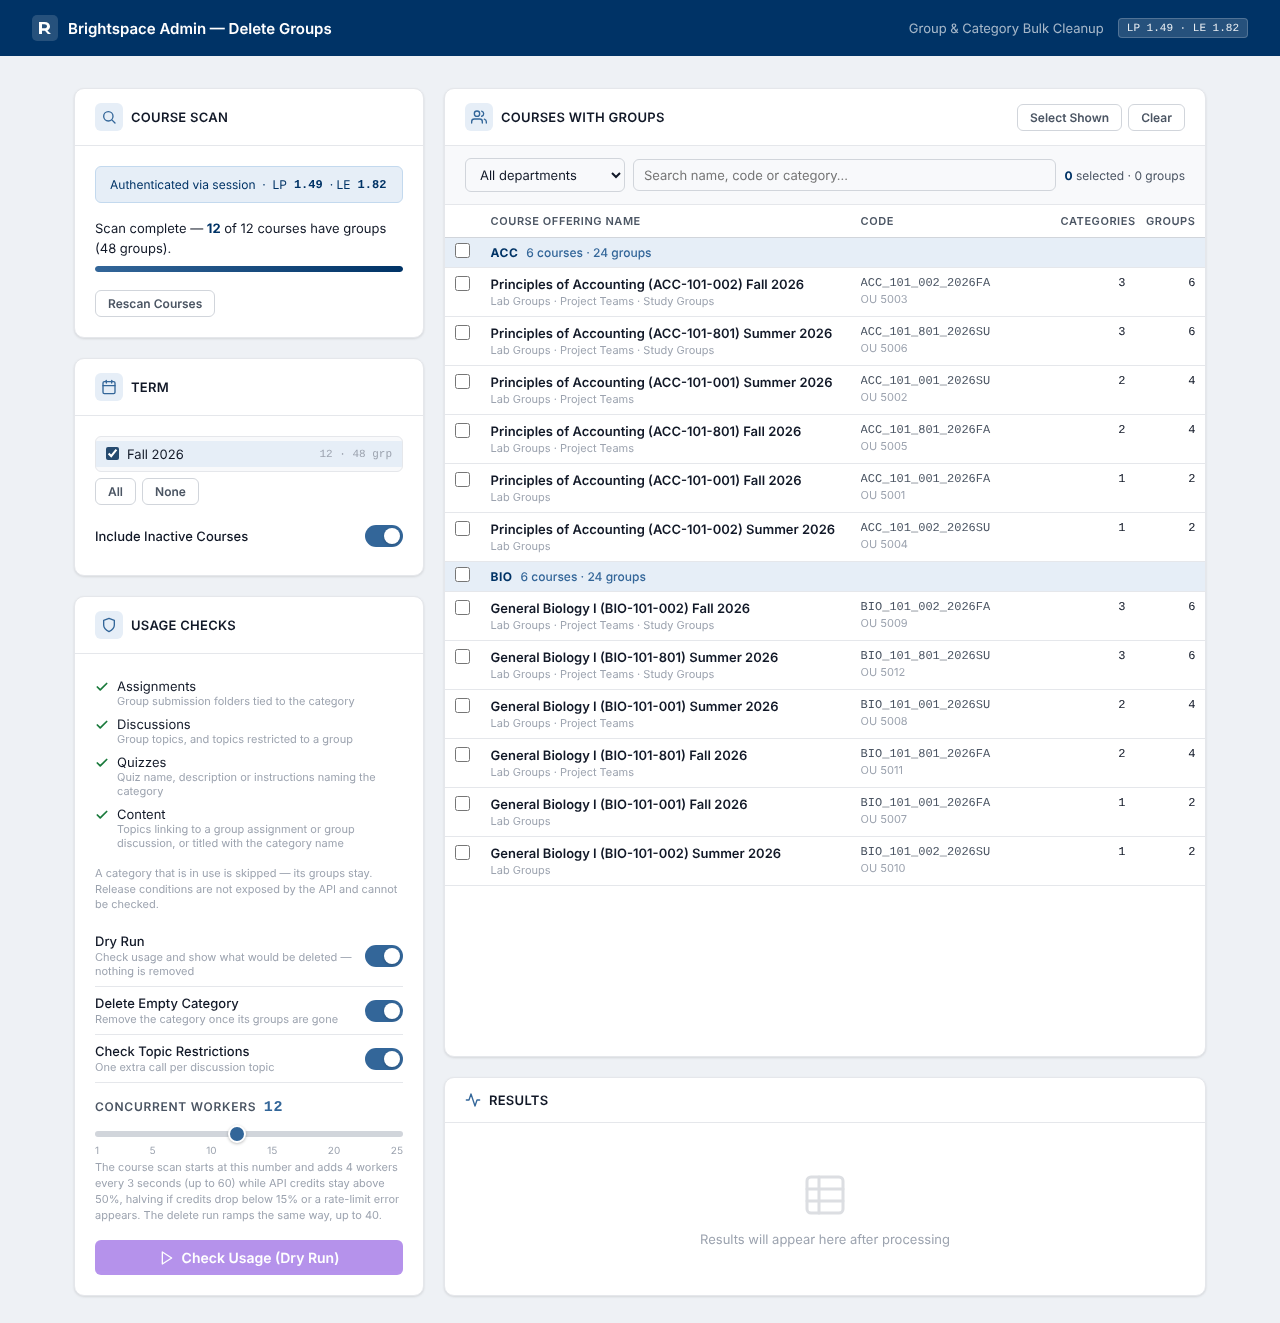 R Brightspace Admin — Delete Groups
Group & Category Bulk Cleanup LP 1.49 · LE 1.82
COURSE SCAN
Authenticated via session · LP 1.49 · LE 1.82
Scan complete — 12 of 12 courses have groups
(48 groups).
Rescan Courses
TERM
Fall 2026 12 · 48 grp
All None
Include Inactive Courses
USAGE CHECKS
Assignments
Group submission folders tied to the category
Discussions
Group topics, and topics restricted to a group
Quizzes
Quiz name, description or instructions naming the
category
Content
Topics linking to a group assignment or group
discussion, or titled with the category name
A category that is in use is skipped — its groups stay.
Release conditions are not exposed by the API and cannot
be checked.
Dry Run
Check usage and show what would be deleted —
nothing is removed
Delete Empty Category
Remove the category once its groups are gone
Check Topic Restrictions
One extra call per discussion topic
CONCURRENT WORKERS 12
1 5 10 15 20 25
The course scan starts at this number and adds 4 workers
every 3 seconds (up to 60) while API credits stay above
50%, halving if credits drop below 15% or a rate-limit error
appears. The delete run ramps the same way, up to 40.
Check Usage (Dry Run)
COURSES WITH GROUPS
Select Shown Clear
All departments Search name, code or category... 0 selected · 0 groups
COURSE OFFERING NAME CODE CATEGORIES GROUPS
ACC 6 courses · 24 groups
Principles of Accounting (ACC-101-002) Fall 2026 ACC_101_002_2026FA 3 6
Lab Groups · Project Teams · Study Groups OU 5003
Principles of Accounting (ACC-101-801) Summer 2026 ACC_101_801_2026SU 3 6
Lab Groups · Project Teams · Study Groups OU 5006
Principles of Accounting (ACC-101-001) Summer 2026 ACC_101_001_2026SU 2 4
Lab Groups · Project Teams OU 5002
Principles of Accounting (ACC-101-801) Fall 2026 ACC_101_801_2026FA 2 4
Lab Groups · Project Teams OU 5005
Principles of Accounting (ACC-101-001) Fall 2026 ACC_101_001_2026FA 1 2
Lab Groups OU 5001
Principles of Accounting (ACC-101-002) Summer 2026 ACC_101_002_2026SU 1 2
Lab Groups OU 5004
BIO 6 courses · 24 groups
General Biology I (BIO-101-002) Fall 2026 BIO_101_002_2026FA 3 6
Lab Groups · Project Teams · Study Groups OU 5009
General Biology I (BIO-101-801) Summer 2026 BIO_101_801_2026SU 3 6
Lab Groups · Project Teams · Study Groups OU 5012
General Biology I (BIO-101-001) Summer 2026 BIO_101_001_2026SU 2 4
Lab Groups · Project Teams OU 5008
General Biology I (BIO-101-801) Fall 2026 BIO_101_801_2026FA 2 4
Lab Groups · Project Teams OU 5011
General Biology I (BIO-101-001) Fall 2026 BIO_101_001_2026FA 1 2
Lab Groups OU 5007
General Biology I (BIO-101-002) Summer 2026 BIO_101_002_2026SU 1 2
Lab Groups OU 5010
RESULTS
Results will appear here after processing